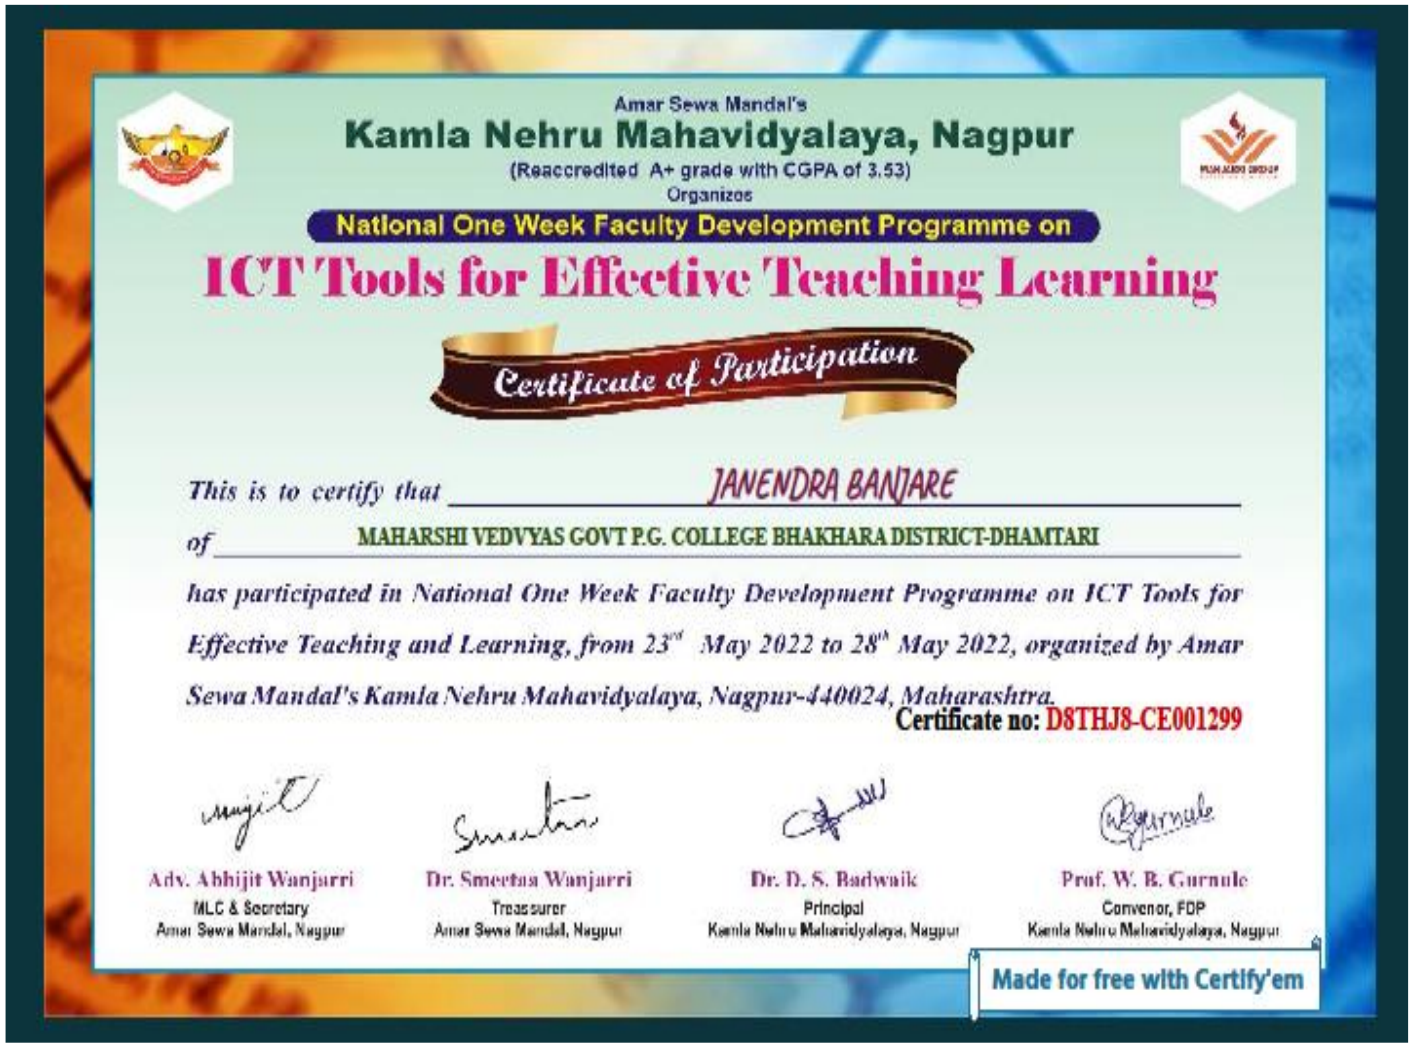 Amar Sewa Mandal's
Kamla Nehru Mahavidyalaya, Nagpur
(Reaccredited A+ grade with CGPA of 3.53)
Organizes
National One Week Faculty Development Programme on
ICT Tools for Effective Teaching Learning
WANJARRI GROUP
Certificate of Participation
This is to certify that JANENDRA BANJARE
of MAHARSHI VEDVYAS GOVT P.G. COLLEGE BHAKHARA DISTRICT-DHAMTARI
has participated in National One Week Faculty Development Programme on ICT Tools for
Effective Teaching and Learning, from 23rd May 2022 to 28th May 2022, organized by Amar
Sewa Mandal's Kamla Nehru Mahavidyalaya, Nagpur-440024, Maharashtra.
Certificate no: D8THJ8-CE001299
Adv. Abhijit Wanjarri Dr. Smeetaa Wanjarri Dr. D. S. Badwaik Prof. W. B. Gurnule
MLC & Secretary Treassurer Principal Convenor, FDP
Amar Sewa Mandal, Nagpur Amar Sewa Mandal, Nagpur Kamla Nehru Mahavidyalaya, Nagpur Kamla Nehru Mahavidyalaya, Nagpur
Made for free with Certify'em